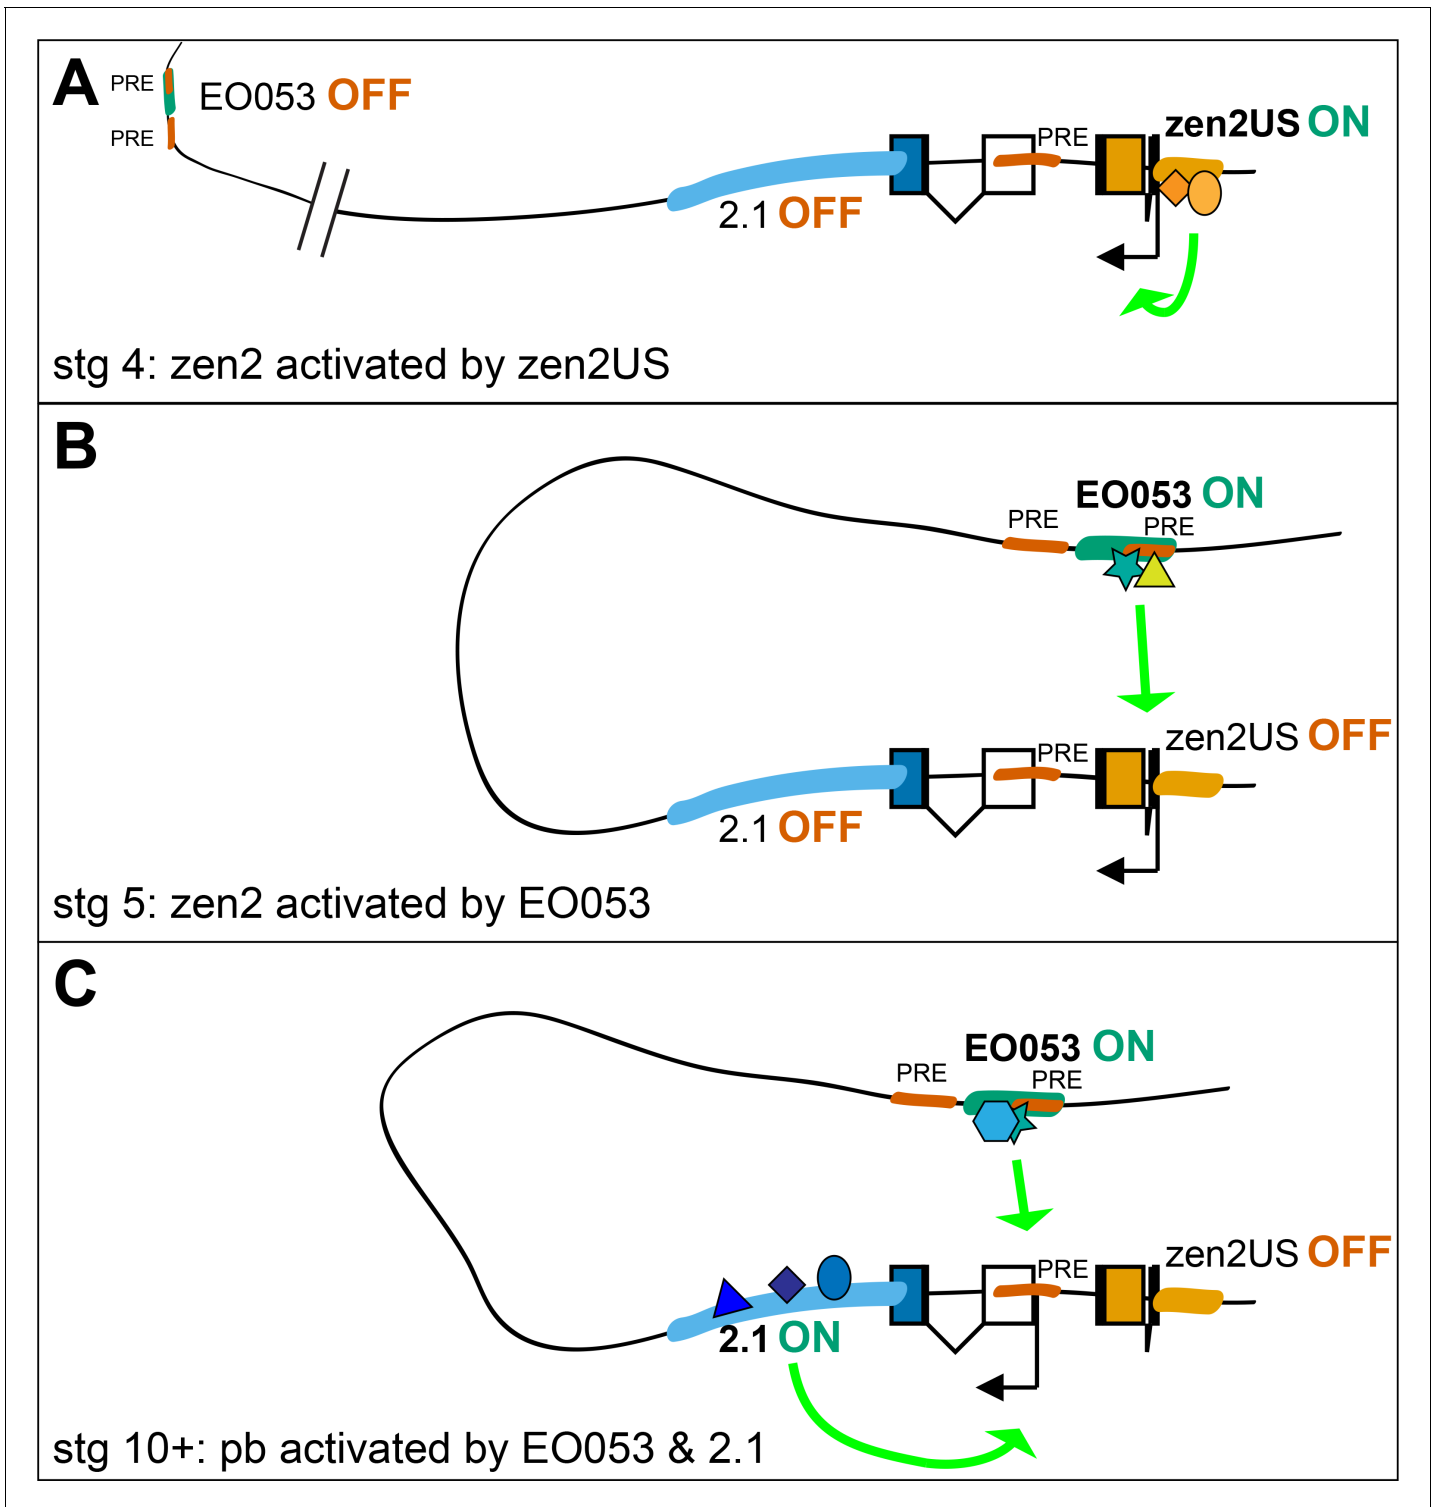 A
PRE
EO053 OFF
PRE
PRE
zen2US ON
2.1 OFF
stg 4: zen2 activated by zen2US
B
EO053 ON
PRE
PRE
zen2US OFF
PRE
2.1 OFF
stg 5: zen2 activated by EO053
C
EO053 ON
PRE
PRE
zen2US OFF
PRE
2.1 ON
stg 10+: pb activated by EO053 & 2.1